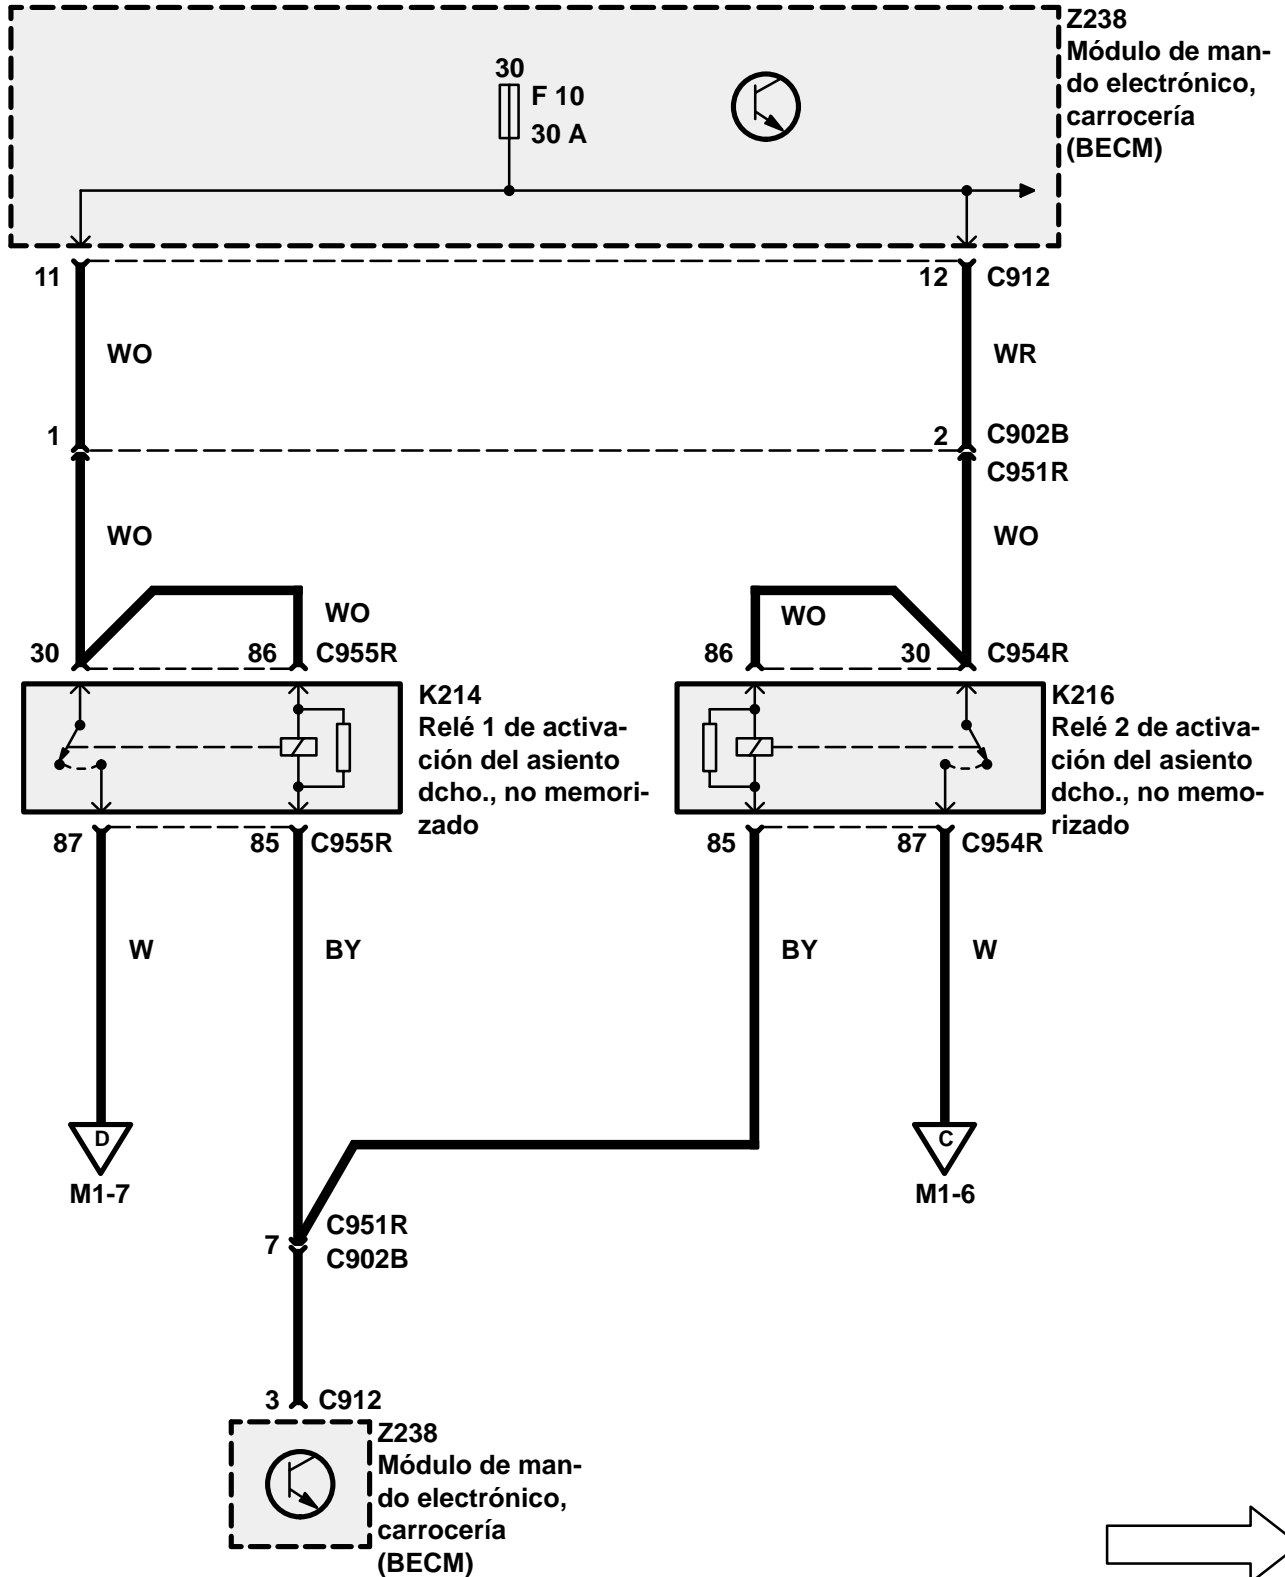 Z238
Módulo de man-
do electrónico,
carrocería
(BECM)
30
F 10
30 A
11
12
C912
WO
WR
1
2
C902B
C951R
WO
WO
WO
WO
30
86
C955R
86
30
C954R
K214
Relé 1 de activa-
ción del asiento
dcho., no memori-
zado
K216
Relé 2 de activa-
ción del asiento
dcho., no memo-
rizado
87
85
C955R
85
87
C954R
W
BY
BY
W
D
M1-7
C
M1-6
7
C951R
C902B
3
C912
Z238
Módulo de man-
do electrónico,
carrocería
(BECM)